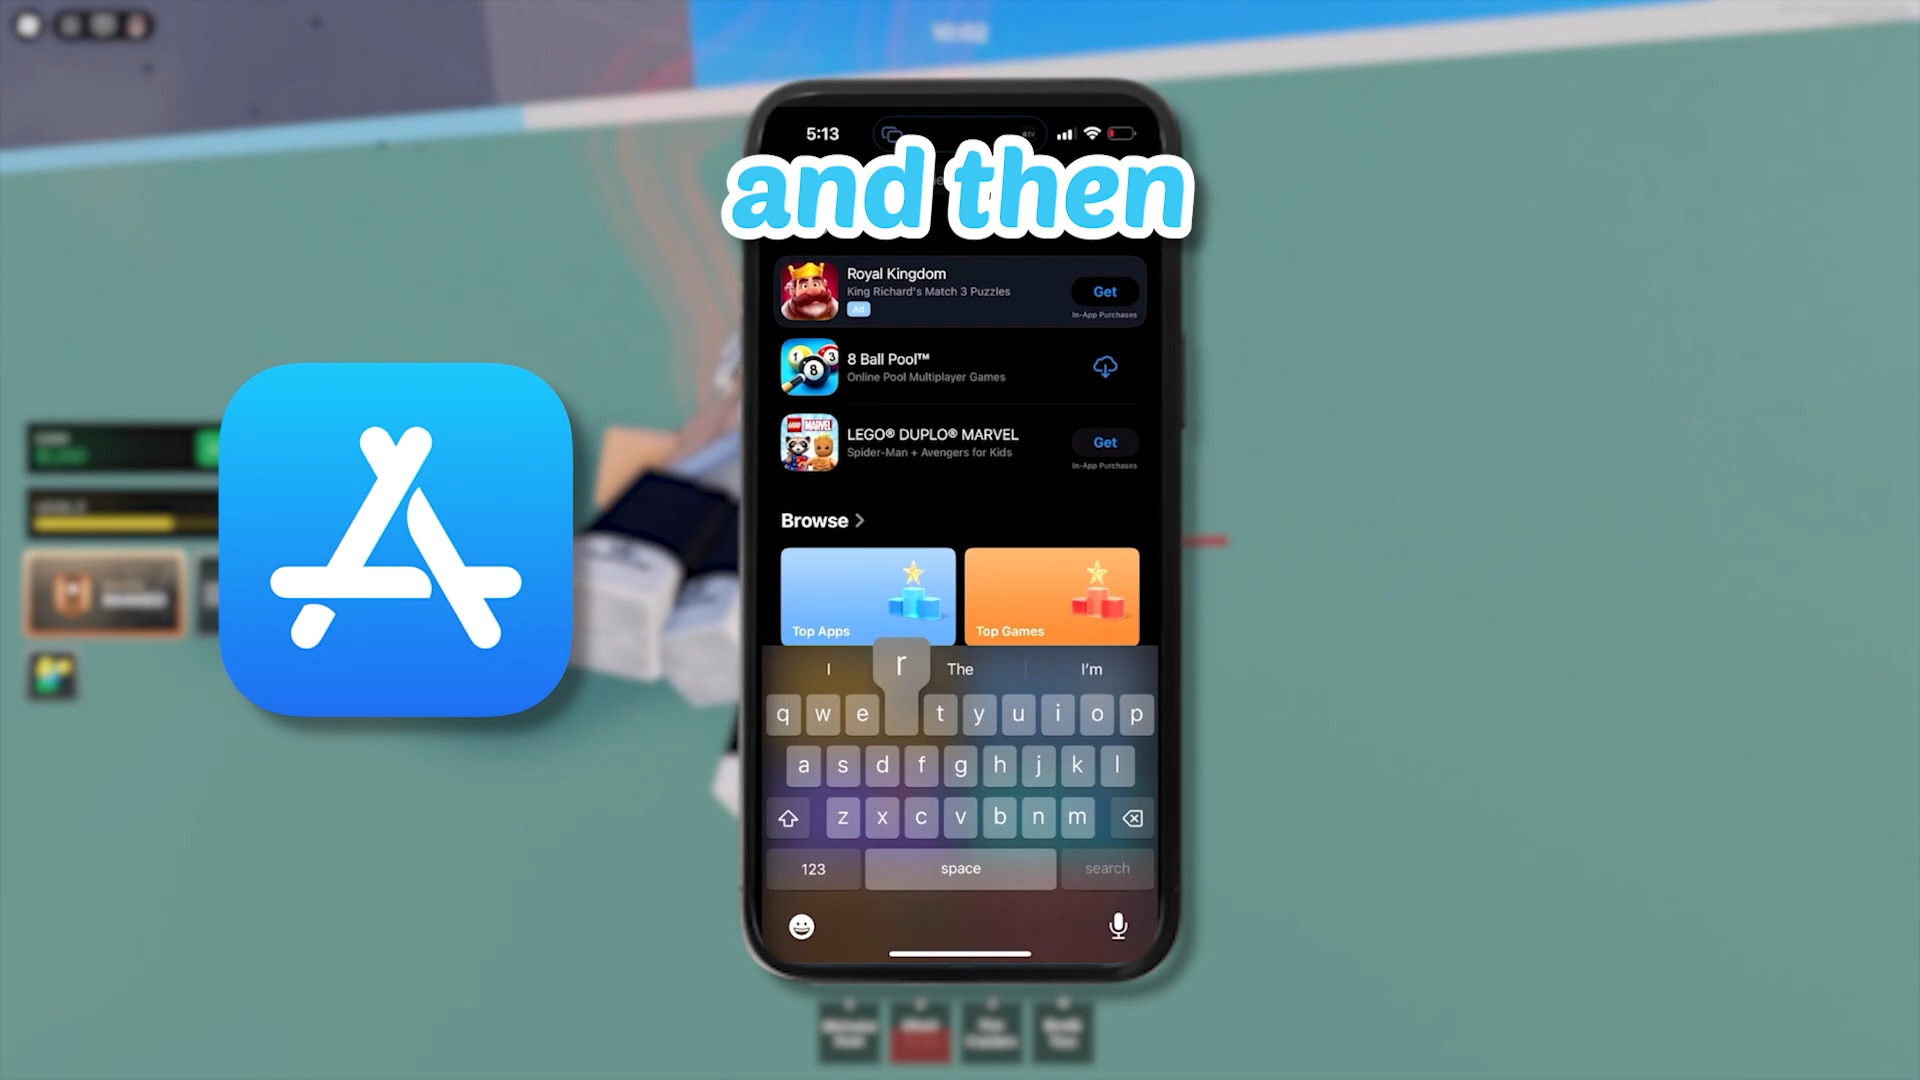 10:02
5:13
and then
Royal Kingdom
King Richard's Match 3 Puzzles
Ad
Get
In-App Purchases
8 Ball Pool™
Online Pool Multiplayer Games
LEGO® DUPLO® MARVEL
Spider-Man + Avengers for Kids
Get
In-App Purchases
Browse >
Top Apps
Top Games
I
r
The
I'm
q w e t y u i o p
a s d f g h j k l
z x c v b n m
123
space
search